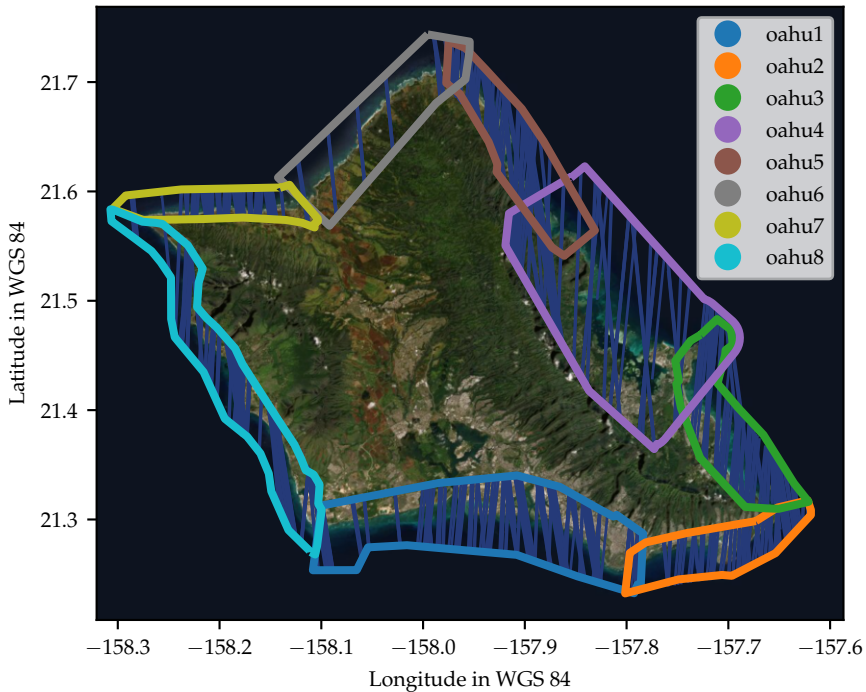 oahu1
oahu2
oahu3
oahu4
oahu5
oahu6
oahu7
oahu8
21.7
21.6
21.5
21.4
21.3
Latitude in WGS 84
−158.3
−158.2
−158.1
−158.0
−157.9
−157.8
−157.7
−157.6
Longitude in WGS 84